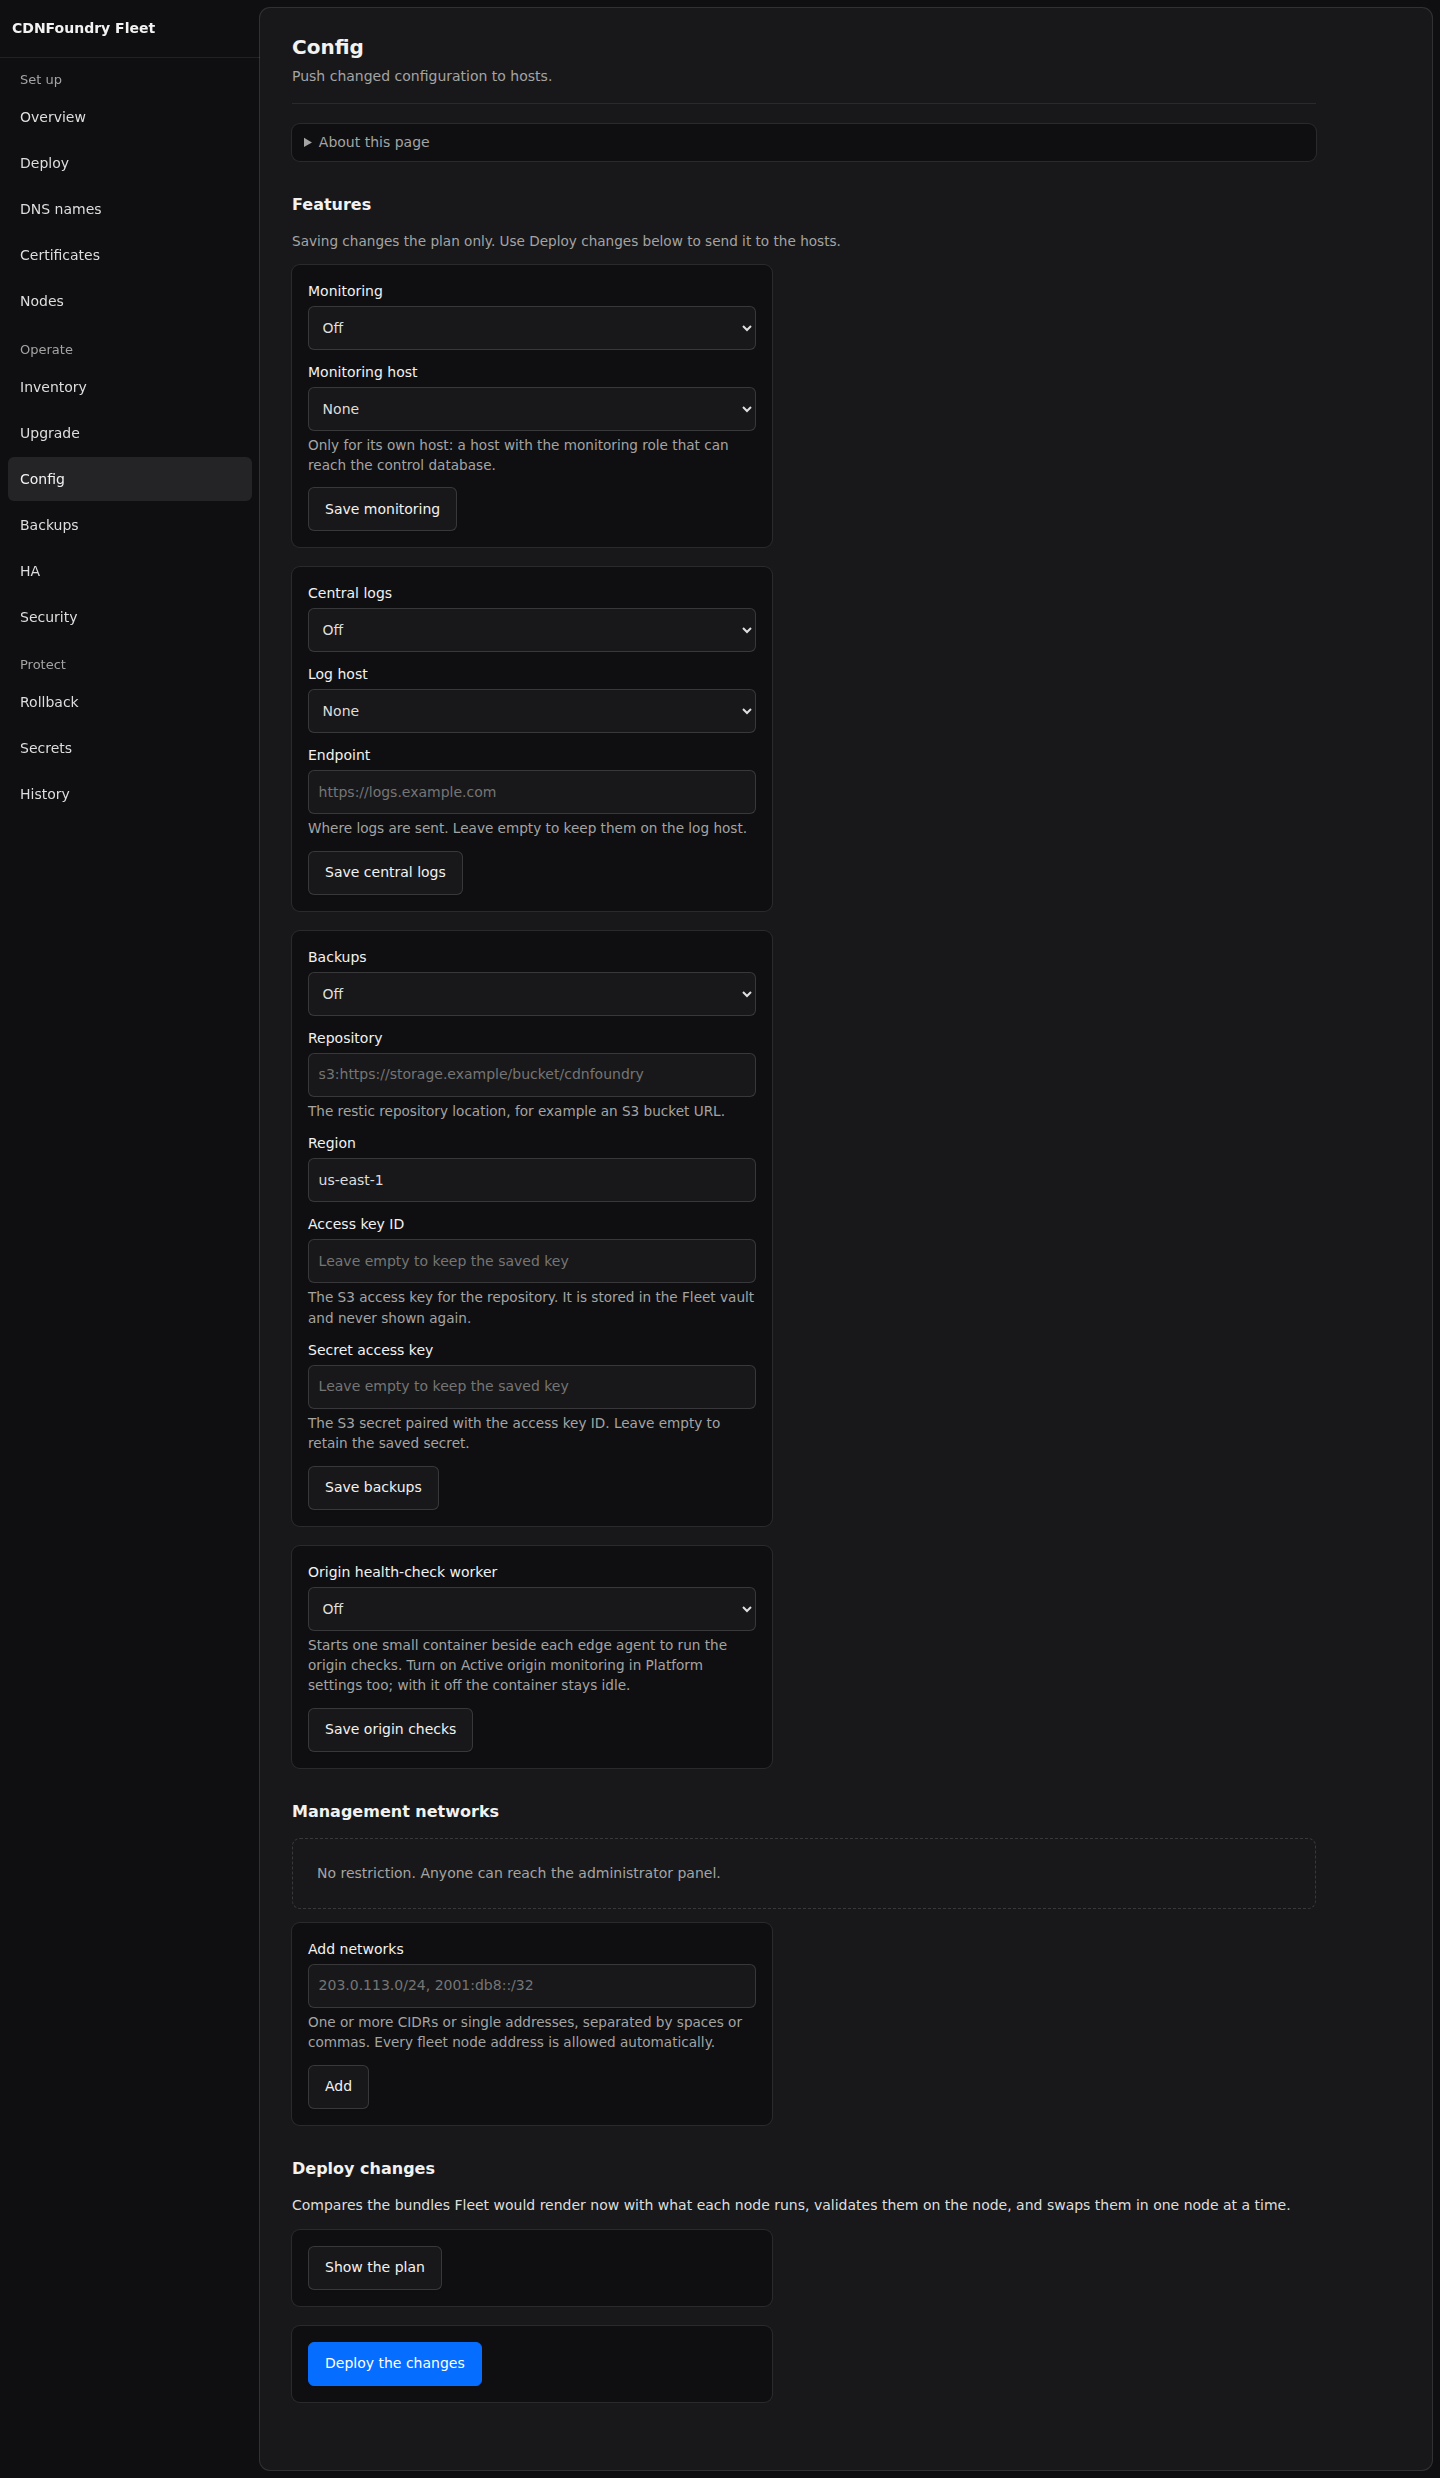 CDNFoundry Fleet
Set up
Overview
Deploy
DNS names
Certificates
Nodes
Operate
Inventory
Upgrade
Config
Backups
HA
Security
Protect
Rollback
Secrets
History
Config
Push changed configuration to hosts.
About this page
Features
Saving changes the plan only. Use Deploy changes below to send it to the hosts.
Monitoring
Off
Monitoring host
None
Only for its own host: a host with the monitoring role that can
reach the control database.
Save monitoring
Central logs
Off
Log host
None
Endpoint
https://logs.example.com
Where logs are sent. Leave empty to keep them on the log host.
Save central logs
Backups
Off
Repository
s3:https://storage.example/bucket/cdnfoundry
The restic repository location, for example an S3 bucket URL.
Region
us-east-1
Access key ID
Leave empty to keep the saved key
The S3 access key for the repository. It is stored in the Fleet vault
and never shown again.
Secret access key
Leave empty to keep the saved key
The S3 secret paired with the access key ID. Leave empty to
retain the saved secret.
Save backups
Origin health-check worker
Off
Starts one small container beside each edge agent to run the
origin checks. Turn on Active origin monitoring in Platform
settings too; with it off the container stays idle.
Save origin checks
Management networks
No restriction. Anyone can reach the administrator panel.
Add networks
203.0.113.0/24, 2001:db8::/32
One or more CIDRs or single addresses, separated by spaces or
commas. Every fleet node address is allowed automatically.
Add
Deploy changes
Compares the bundles Fleet would render now with what each node runs, validates them on the node, and swaps them in one node at a time.
Show the plan
Deploy the changes